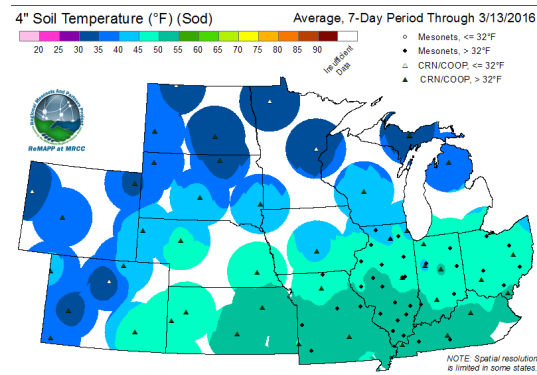 4" Soil Temperature (°F) (Sod)
Average, 7-Day Period Through 3/13/2016
20 25 30 35 40 45 50 55 60 65 70 75 80 85 90
Insufficient
Data
Mesonets, <= 32°F
Mesonets, > 32°F
CRN/COOP, <= 32°F
CRN/COOP, > 32°F
ReMAPP at MRCC
NOTE: Spatial resolution
is limited in some states.